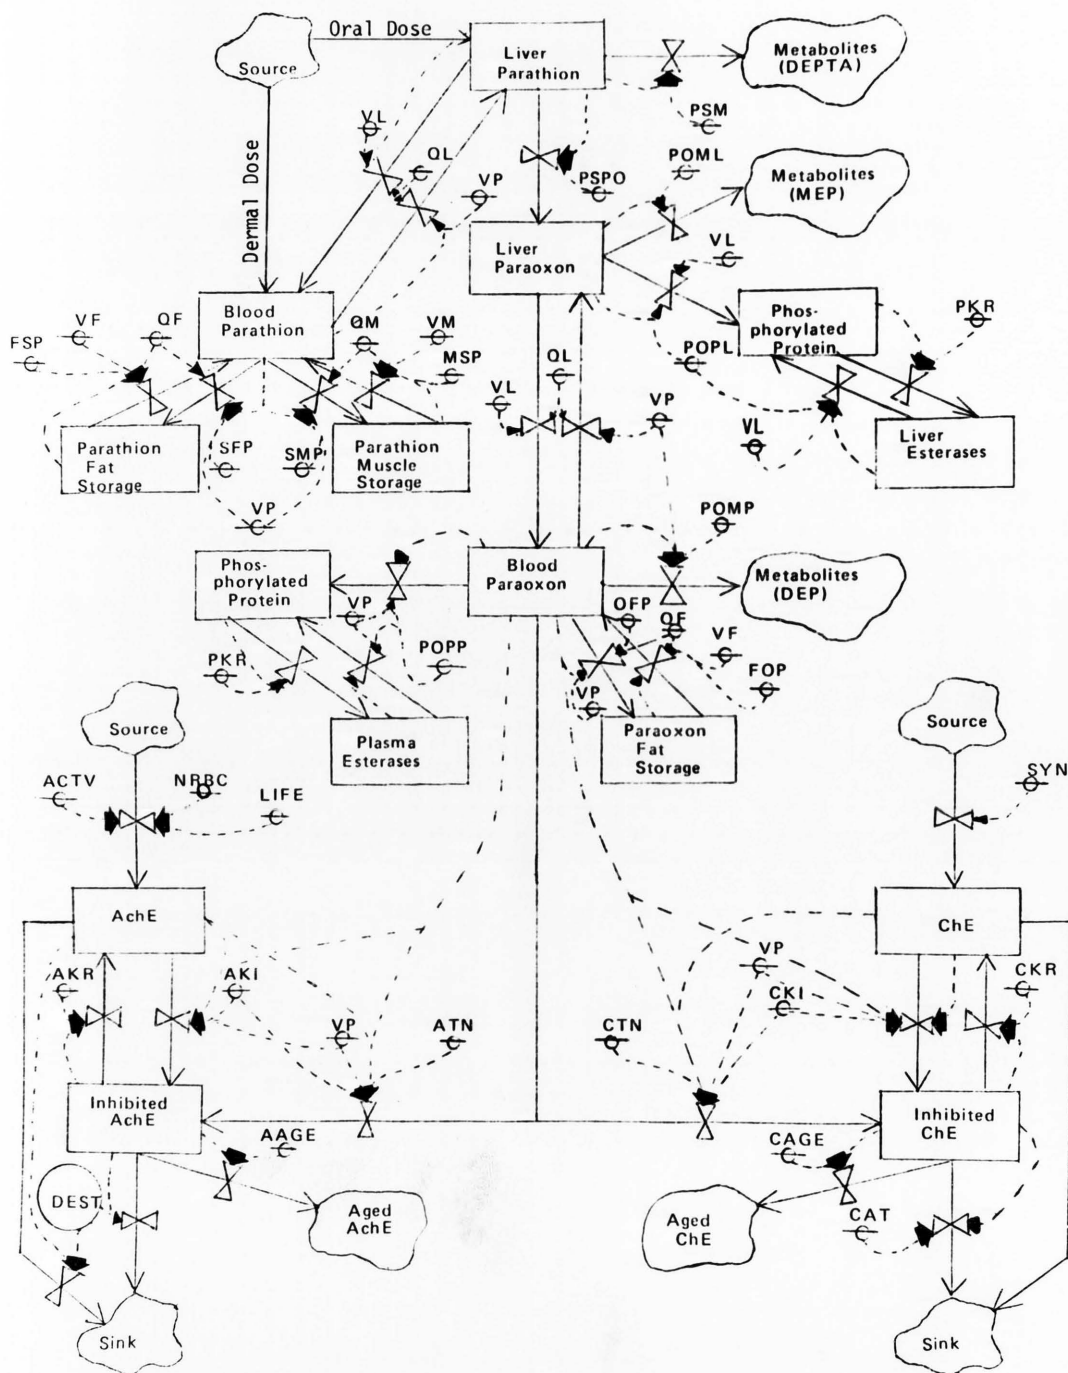 Oral Dose
Source
Liver
Parathion
Metabolites
(DEPTA)
VL
PSM
QL
VP
PSPO
POML
Metabolites
(MEP)
Dermal Dose
Liver
Paraoxon
VL
Blood
Parathion
Phos-
phorylated
Protein
PKR
FSP
VF
QF
QM
VM
MSP
POPL
QL
VL
VP
VL
Parathion
Fat
Storage
SFP
SMP
Parathion
Muscle
Storage
Liver
Esterases
VP
POMP
Phos-
phorylated
Protein
Blood
Paraoxon
Metabolites
(DEP)
VP
OFP
QF
VF
PKR
POPP
FOP
VP
Source
Plasma
Esterases
Paraoxon
Fat
Storage
Source
ACTV
NRBC
LIFE
SYN
AchE
ChE
AKR
AKI
VP
CKI
CKR
VP
ATN
CTN
Inhibited
AchE
Inhibited
ChE
AAGE
CAGE
DEST
Aged
AchE
Aged
ChE
CAT
Sink
Sink